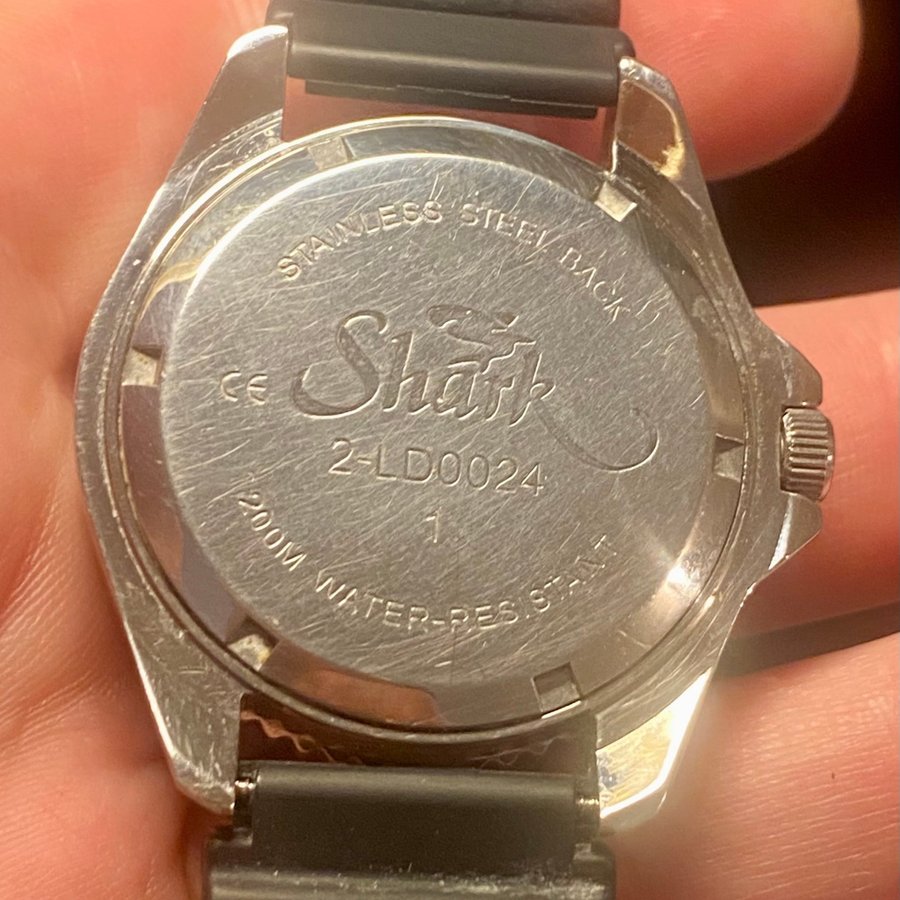 STAINLESS STEEL BACK
Shark
CE
2-LD0024
1
200M WATER-RESISTANT